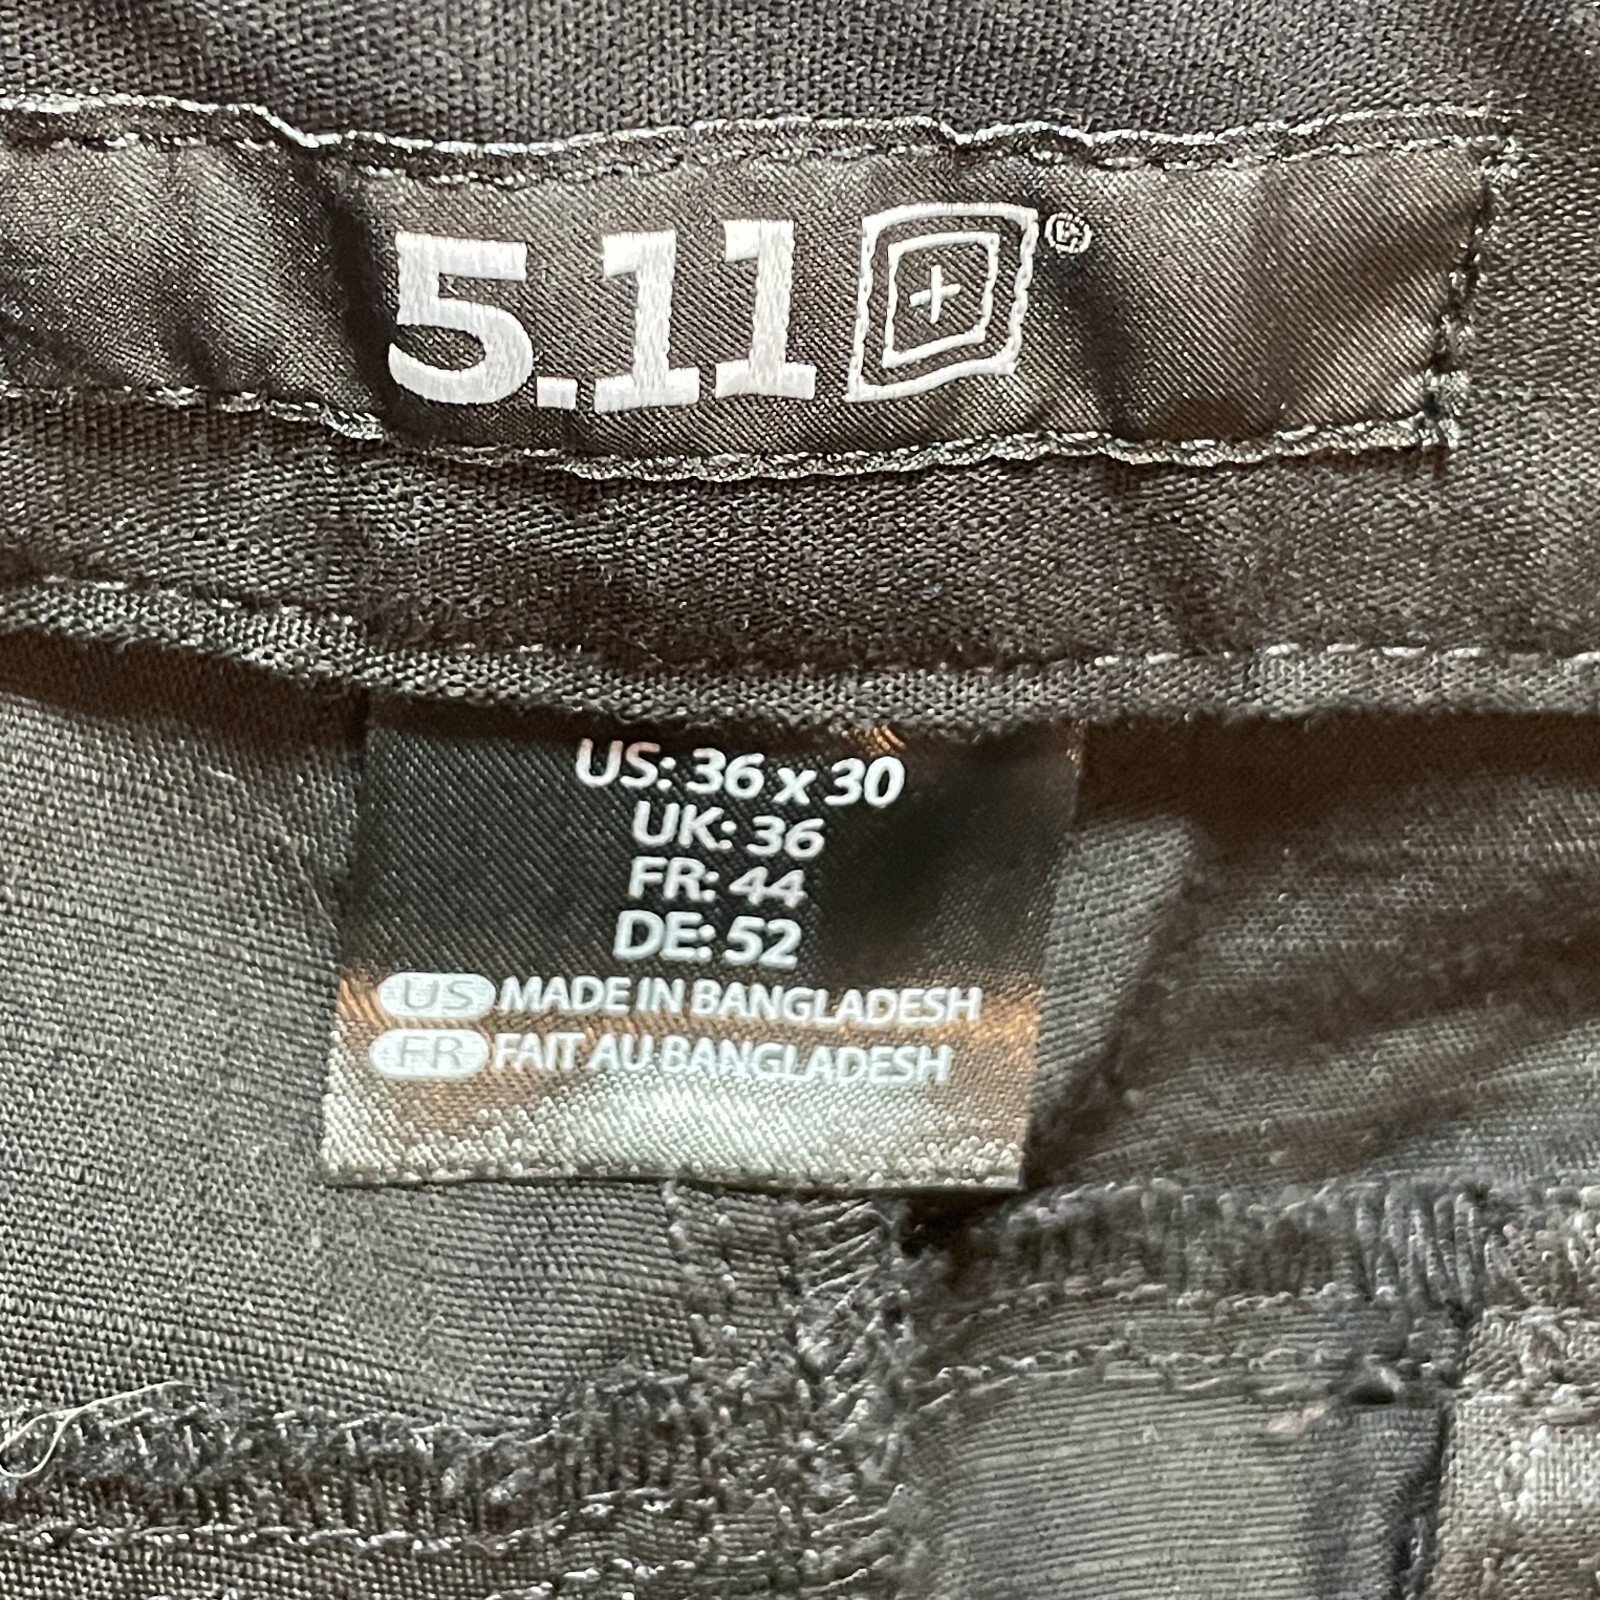 5.11®
US: 36 x 30
UK: 36
FR: 44
DE: 52
US MADE IN BANGLADESH
FR FAIT AU BANGLADESH